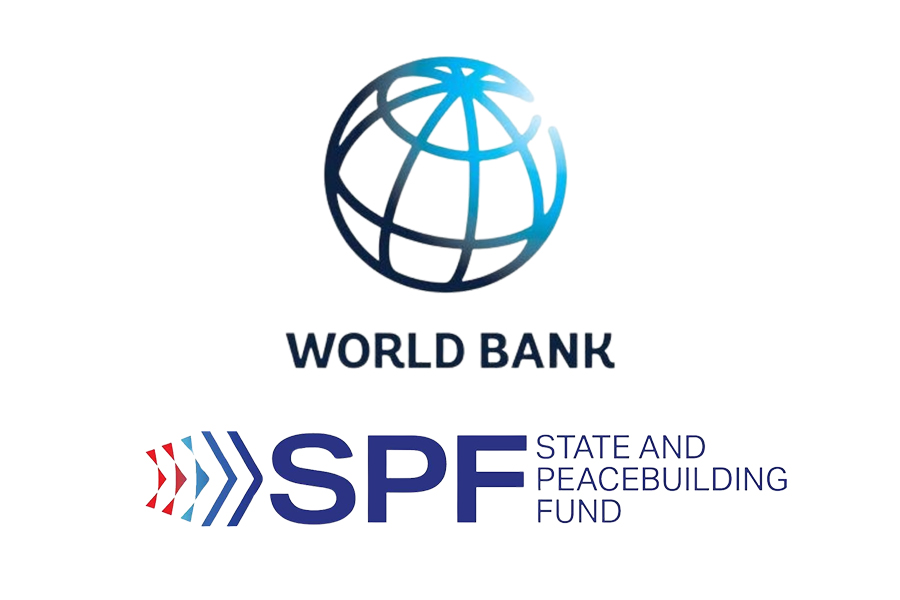 WORLD BANK
SPF
STATE AND
PEACEBUILDING
FUND